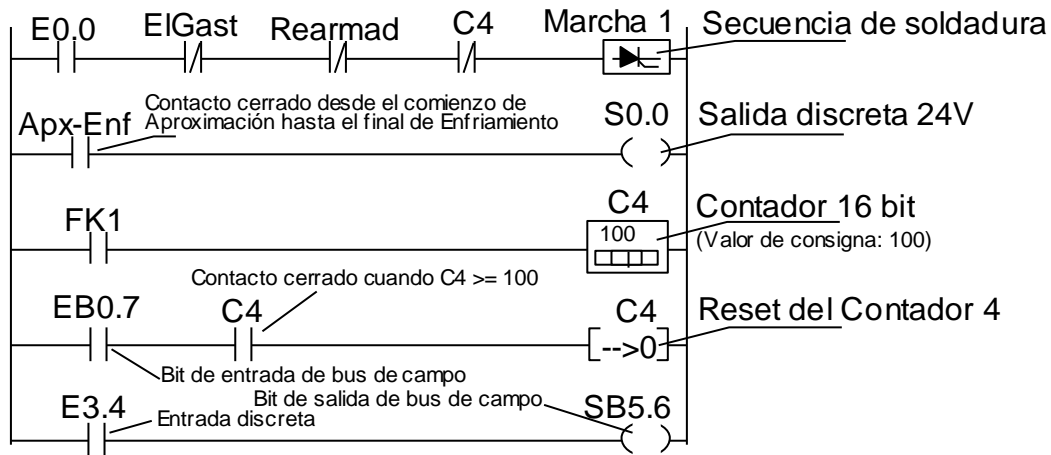 E0.0 ElGast Rearmad C4 Marcha 1 Secuencia de soldadura
Contacto cerrado desde el comienzo de
Aproximación hasta el final de Enfriamiento
Apx-Enf S0.0 Salida discreta 24V
FK1 C4 Contador 16 bit
100 (Valor de consigna: 100)
Contacto cerrado cuando C4 >= 100
EB0.7 C4 C4 Reset del Contador 4
-->0
Bit de entrada de bus de campo
Bit de salida de bus de campo
E3.4 Entrada discreta SB5.6